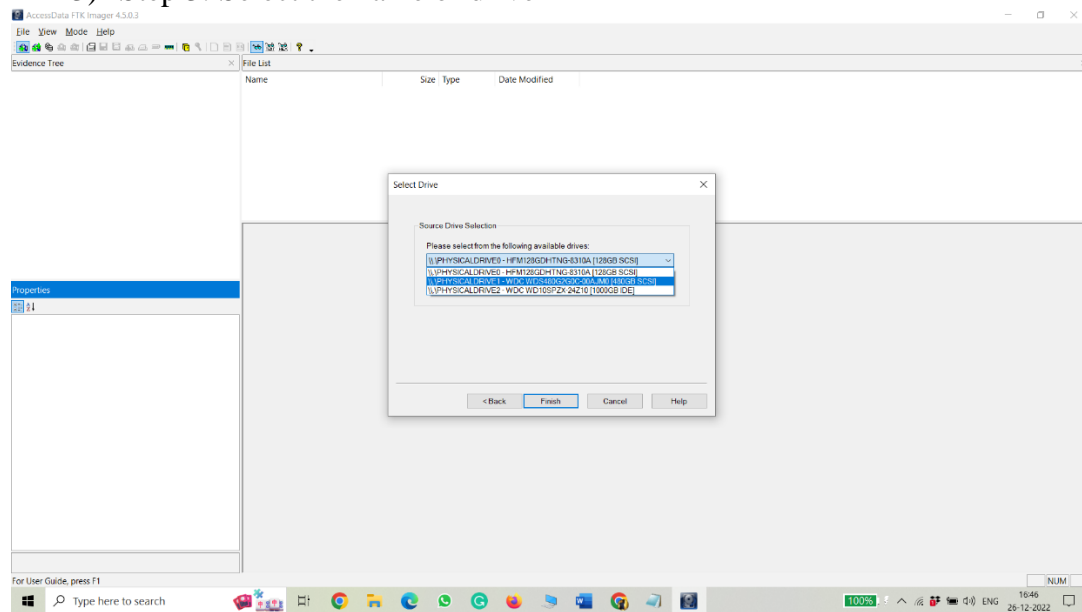 AccessData FTK Imager 4.5.0.3
File View Mode Help
Evidence Tree
File List
Name Size Type Date Modified
Select Drive
Source Drive Selection
Please select from the following available drives:
\\.\PHYSICALDRIVE0 - HFM128GDHTNG-8310A [128GB SCSI]
\\.\PHYSICALDRIVE0 - HFM128GDHTNG-8310A [128GB SCSI]
\\.\PHYSICALDRIVE1 - WDC WDS480G2G0C-00AJM0 [480GB SCSI]
\\.\PHYSICALDRIVE2 - WDC WD10SPZX-24Z10 [1000GB IDE]
< Back Finish Cancel Help
Properties
For User Guide, press F1
NUM
Type here to search
100%
ENG
16:46
26-12-2022